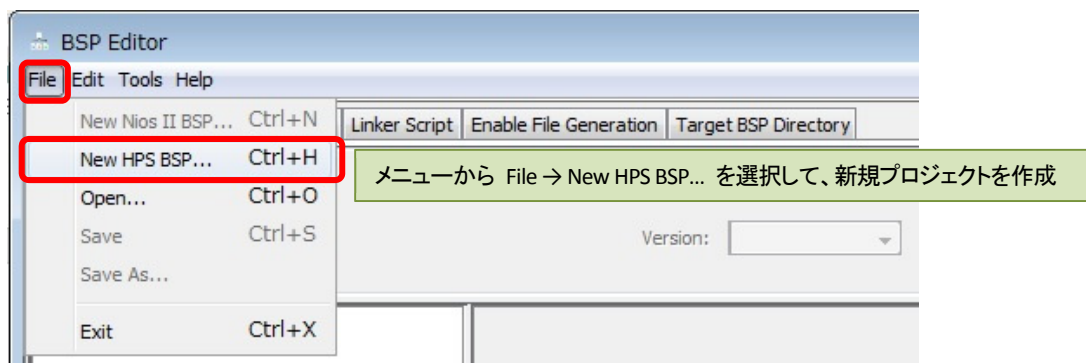 BSP Editor
File Edit Tools Help
New Nios II BSP... Ctrl+N
Linker Script Enable File Generation Target BSP Directory
New HPS BSP... Ctrl+H
メニューから File → New HPS BSP... を選択して、新規プロジェクトを作成
Open... Ctrl+O
Save Ctrl+S
Version:
Save As...
Exit Ctrl+X